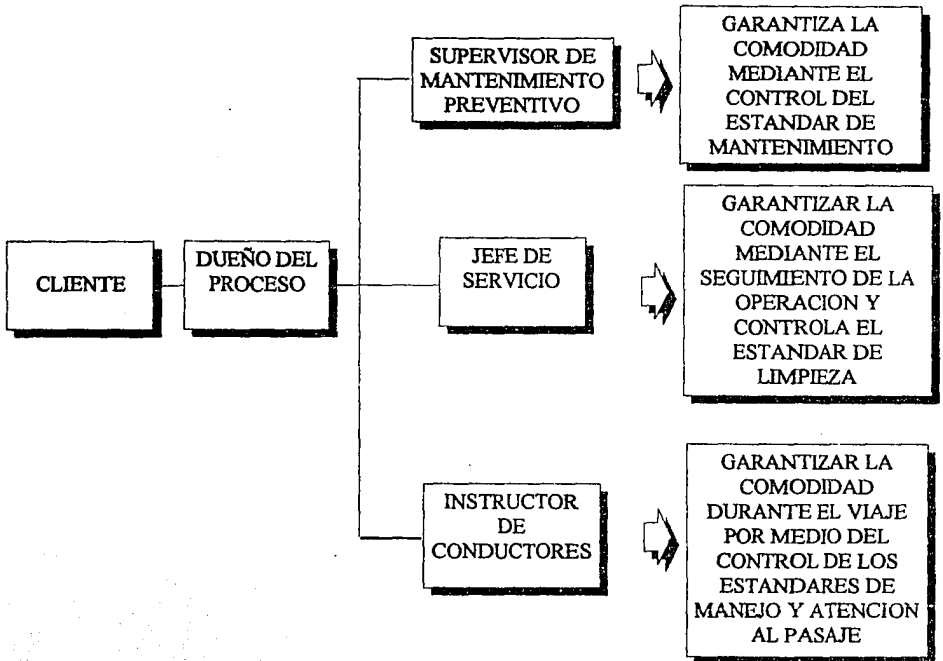 CLIENTE
DUEÑO DEL
PROCESO
SUPERVISOR DE
MANTENIMIENTO
PREVENTIVO
GARANTIZA LA
COMODIDAD
MEDIANTE EL
CONTROL DEL
ESTANDAR DE
MANTENIMIENTO
JEFE DE
SERVICIO
GARANTIZAR LA
COMODIDAD
MEDIANTE EL
SEGUIMIENTO DE LA
OPERACION Y
CONTROLA EL
ESTANDAR DE
LIMPIEZA
INSTRUCTOR
DE
CONDUCTORES
GARANTIZAR LA
COMODIDAD
DURANTE EL VIAJE
POR MEDIO DEL
CONTROL DE LOS
ESTANDARES DE
MANEJO Y ATENCION
AL PASAJE